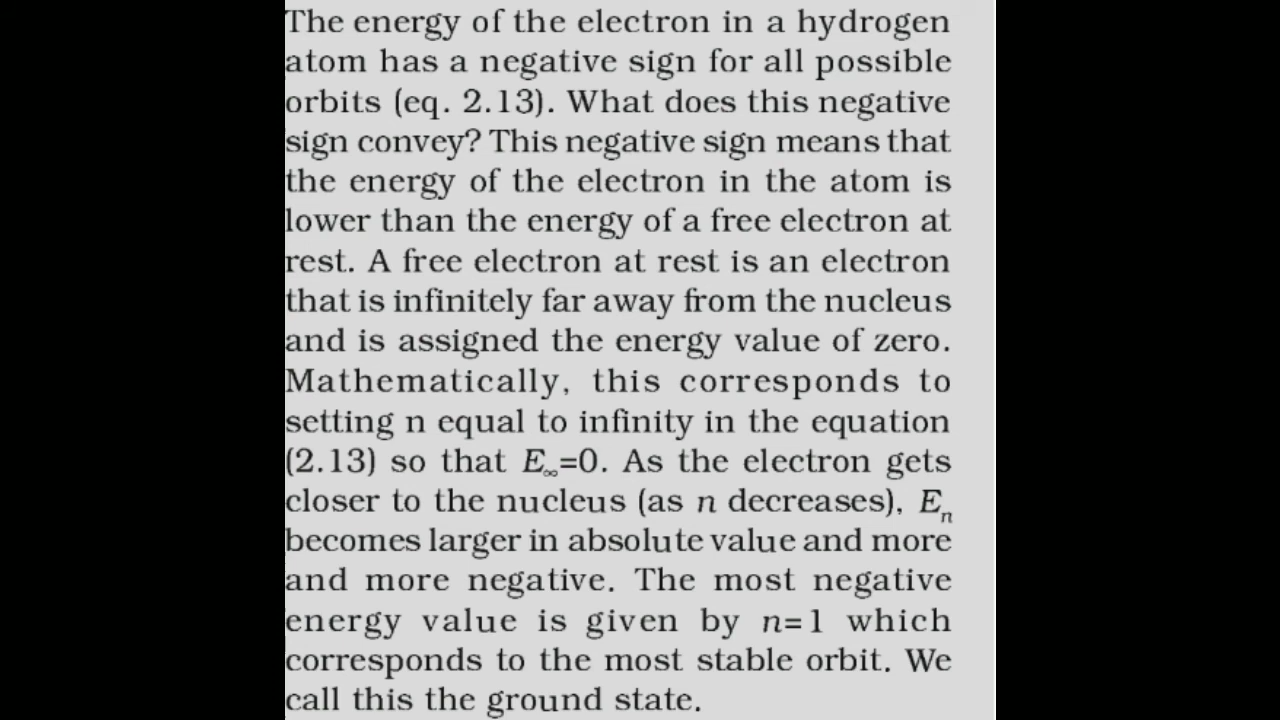 The energy of the electron in a hydrogen
atom has a negative sign for all possible
orbits (eq. 2.13). What does this negative
sign convey? This negative sign means that
the energy of the electron in the atom is
lower than the energy of a free electron at
rest. A free electron at rest is an electron
that is infinitely far away from the nucleus
and is assigned the energy value of zero.
Mathematically, this corresponds to
setting n equal to infinity in the equation
(2.13) so that E∞=0. As the electron gets
closer to the nucleus (as n decreases), Eₙ
becomes larger in absolute value and more
and more negative. The most negative
energy value is given by n=1 which
corresponds to the most stable orbit. We
call this the ground state.